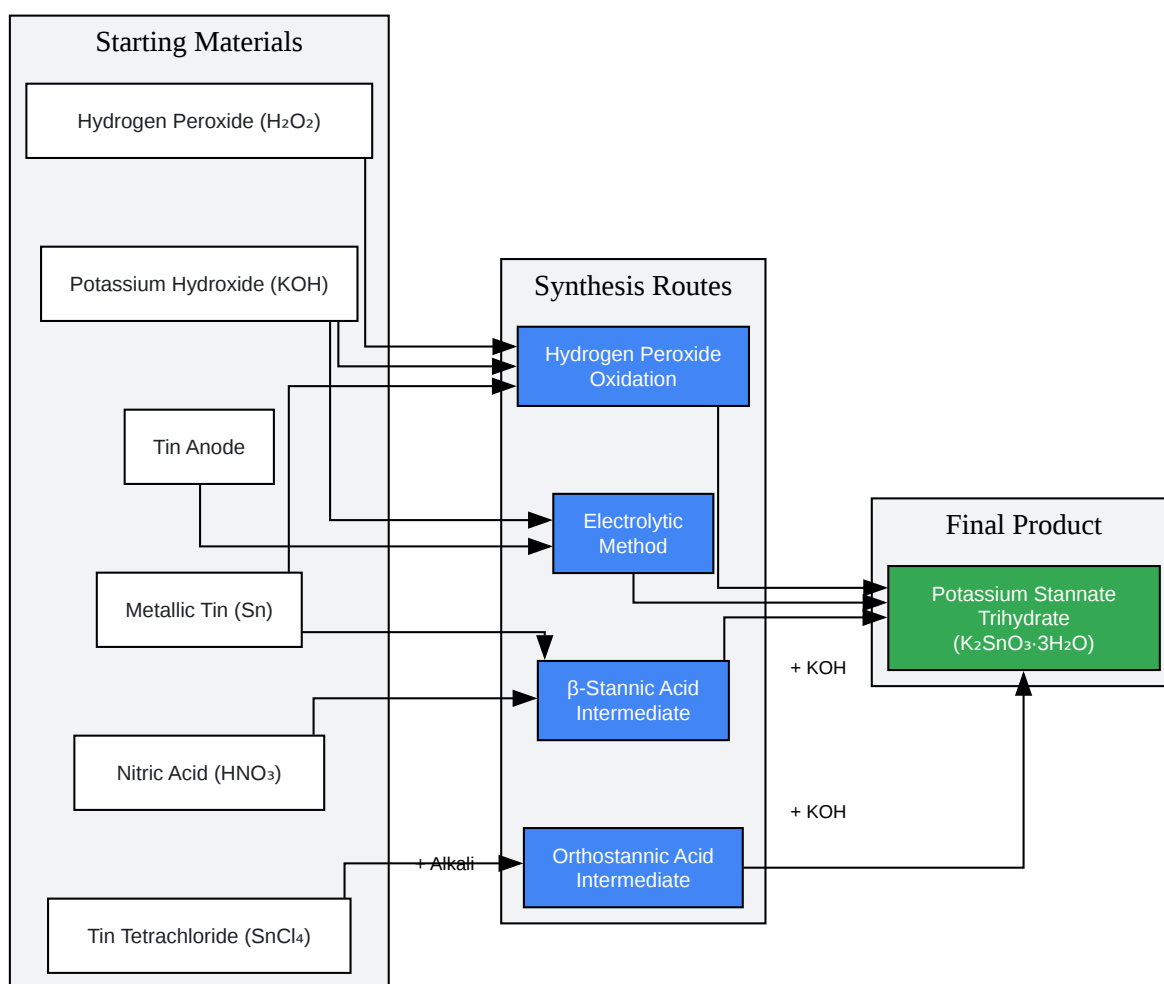 Starting Materials
Hydrogen Peroxide (H₂O₂)
Potassium Hydroxide (KOH)
Tin Anode
Metallic Tin (Sn)
Nitric Acid (HNO₃)
Tin Tetrachloride (SnCl₄)
+ Alkali
Synthesis Routes
Hydrogen Peroxide
Oxidation
Electrolytic
Method
β-Stannic Acid
Intermediate
Orthostannic Acid
Intermediate
+ KOH
+ KOH
Final Product
Potassium Stannate
Trihydrate
(K₂SnO₃·3H₂O)